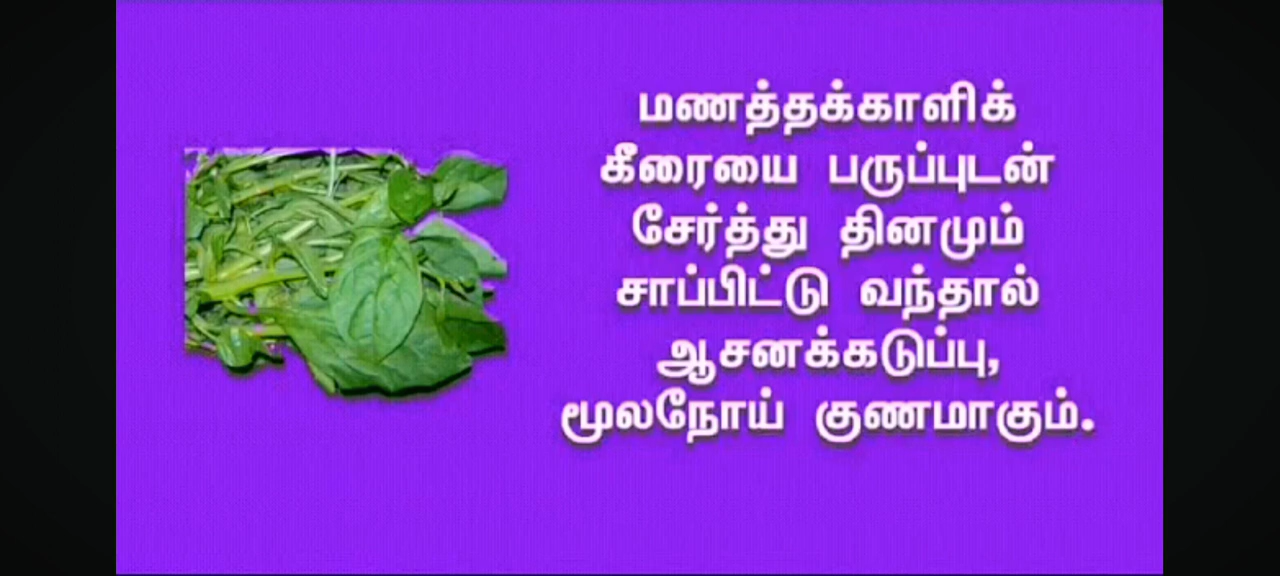 மணத்தக்காளிக்
கீரையை பருப்புடன்
சேர்த்து தினமும்
சாப்பிட்டு வந்தால்
ஆசனக்கடுப்பு,
மூலநோய் குணமாகும்.